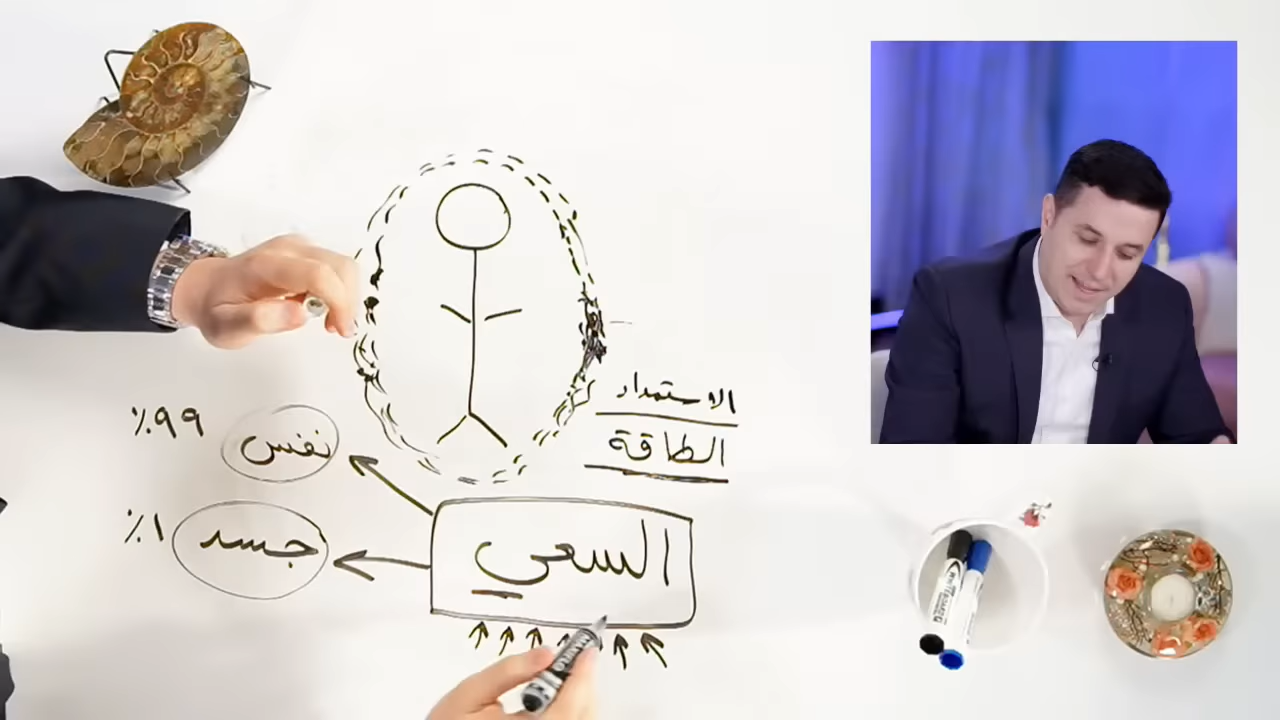 الاستمداد
الطاقة
نفس ٩٩٪
السعي
جسد ١٪